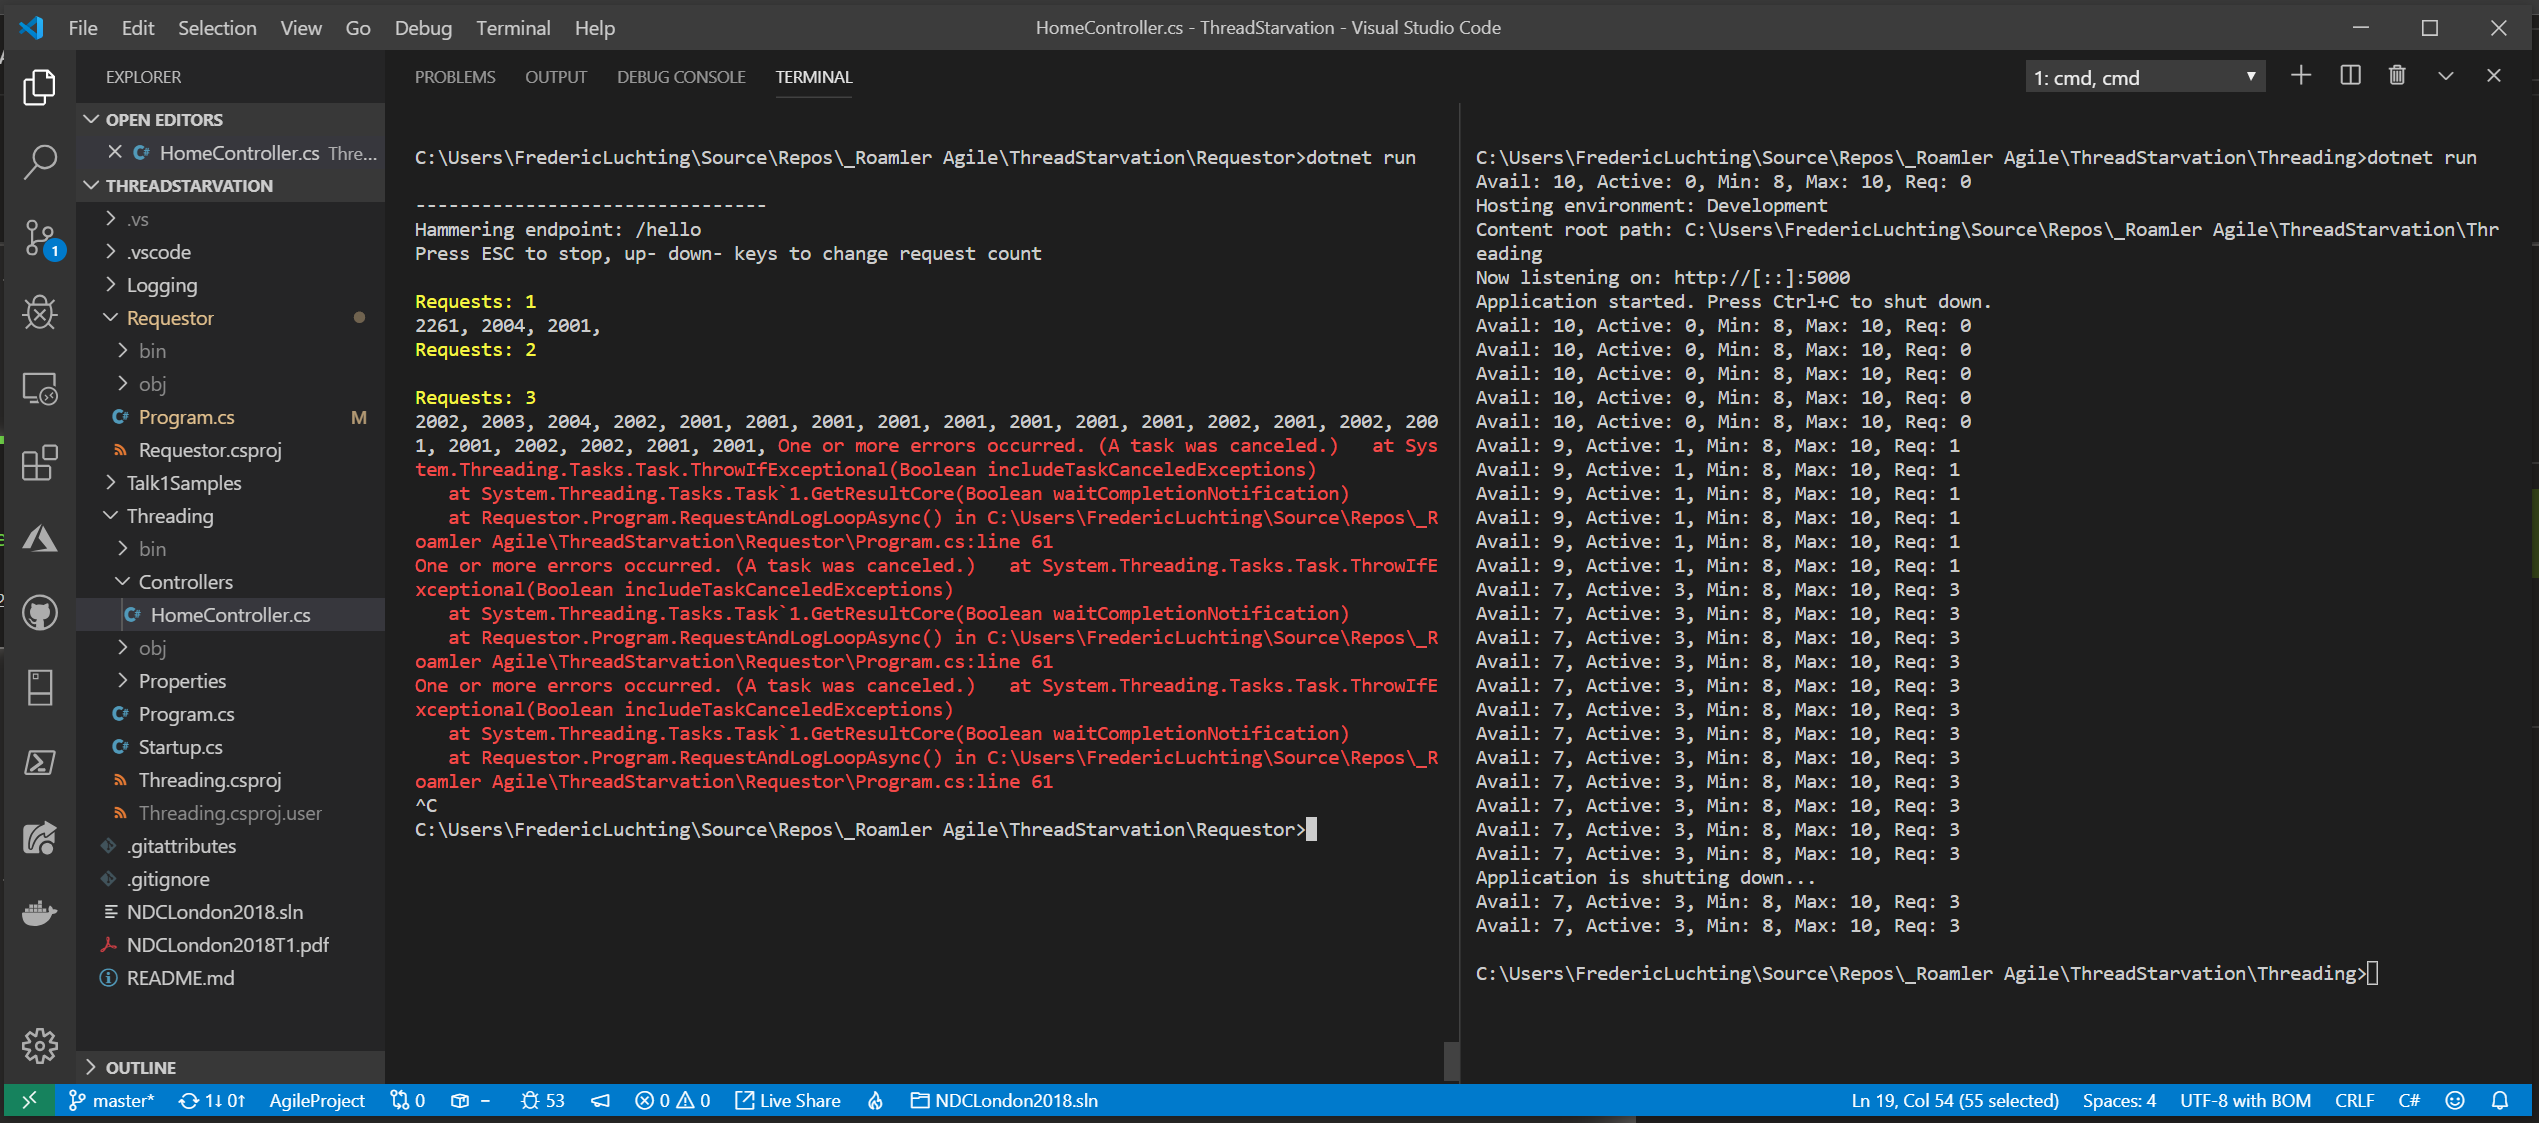 File Edit Selection View Go Debug Terminal Help
HomeController.cs - ThreadStarvation - Visual Studio Code
EXPLORER
OPEN EDITORS
HomeController.cs Thre...
THREADSTARVATION
.vs
.vscode
Logging
Requestor
bin
obj
Program.cs M
Requestor.csproj
Talk1Samples
Threading
bin
Controllers
HomeController.cs
obj
Properties
Program.cs
Startup.cs
Threading.csproj
Threading.csproj.user
.gitattributes
.gitignore
NDCLondon2018.sln
NDCLondon2018T1.pdf
README.md
OUTLINE
1
PROBLEMS OUTPUT DEBUG CONSOLE TERMINAL
1: cmd, cmd
C:\Users\FredericLuchting\Source\Repos\_Roamler Agile\ThreadStarvation\Requestor>dotnet run
--------------------------------
Hammering endpoint: /hello
Press ESC to stop, up- down- keys to change request count
Requests: 1
2261, 2004, 2001,
Requests: 2
Requests: 3
2002, 2003, 2004, 2002, 2001, 2001, 2001, 2001, 2001, 2001, 2001, 2001, 2002, 2001, 2002, 200
1, 2001, 2002, 2002, 2001, 2001, One or more errors occurred. (A task was canceled.)   at Sys
tem.Threading.Tasks.Task.ThrowIfExceptional(Boolean includeTaskCanceledExceptions)
   at System.Threading.Tasks.Task`1.GetResultCore(Boolean waitCompletionNotification)
   at Requestor.Program.RequestAndLogLoopAsync() in C:\Users\FredericLuchting\Source\Repos\_R
oamler Agile\ThreadStarvation\Requestor\Program.cs:line 61
One or more errors occurred. (A task was canceled.)   at System.Threading.Tasks.Task.ThrowIfE
xceptional(Boolean includeTaskCanceledExceptions)
   at System.Threading.Tasks.Task`1.GetResultCore(Boolean waitCompletionNotification)
   at Requestor.Program.RequestAndLogLoopAsync() in C:\Users\FredericLuchting\Source\Repos\_R
oamler Agile\ThreadStarvation\Requestor\Program.cs:line 61
One or more errors occurred. (A task was canceled.)   at System.Threading.Tasks.Task.ThrowIfE
xceptional(Boolean includeTaskCanceledExceptions)
   at System.Threading.Tasks.Task`1.GetResultCore(Boolean waitCompletionNotification)
   at Requestor.Program.RequestAndLogLoopAsync() in C:\Users\FredericLuchting\Source\Repos\_R
oamler Agile\ThreadStarvation\Requestor\Program.cs:line 61
^C
C:\Users\FredericLuchting\Source\Repos\_Roamler Agile\ThreadStarvation\Requestor>
C:\Users\FredericLuchting\Source\Repos\_Roamler Agile\ThreadStarvation\Threading>dotnet run
Avail: 10, Active: 0, Min: 8, Max: 10, Req: 0
Hosting environment: Development
Content root path: C:\Users\FredericLuchting\Source\Repos\_Roamler Agile\ThreadStarvation\Thr
eading
Now listening on: http://[::]:5000
Application started. Press Ctrl+C to shut down.
Avail: 10, Active: 0, Min: 8, Max: 10, Req: 0
Avail: 10, Active: 0, Min: 8, Max: 10, Req: 0
Avail: 10, Active: 0, Min: 8, Max: 10, Req: 0
Avail: 10, Active: 0, Min: 8, Max: 10, Req: 0
Avail: 10, Active: 0, Min: 8, Max: 10, Req: 0
Avail: 9, Active: 1, Min: 8, Max: 10, Req: 1
Avail: 9, Active: 1, Min: 8, Max: 10, Req: 1
Avail: 9, Active: 1, Min: 8, Max: 10, Req: 1
Avail: 9, Active: 1, Min: 8, Max: 10, Req: 1
Avail: 9, Active: 1, Min: 8, Max: 10, Req: 1
Avail: 9, Active: 1, Min: 8, Max: 10, Req: 1
Avail: 7, Active: 3, Min: 8, Max: 10, Req: 3
Avail: 7, Active: 3, Min: 8, Max: 10, Req: 3
Avail: 7, Active: 3, Min: 8, Max: 10, Req: 3
Avail: 7, Active: 3, Min: 8, Max: 10, Req: 3
Avail: 7, Active: 3, Min: 8, Max: 10, Req: 3
Avail: 7, Active: 3, Min: 8, Max: 10, Req: 3
Avail: 7, Active: 3, Min: 8, Max: 10, Req: 3
Avail: 7, Active: 3, Min: 8, Max: 10, Req: 3
Avail: 7, Active: 3, Min: 8, Max: 10, Req: 3
Avail: 7, Active: 3, Min: 8, Max: 10, Req: 3
Avail: 7, Active: 3, Min: 8, Max: 10, Req: 3
Avail: 7, Active: 3, Min: 8, Max: 10, Req: 3
Application is shutting down...
Avail: 7, Active: 3, Min: 8, Max: 10, Req: 3
Avail: 7, Active: 3, Min: 8, Max: 10, Req: 3
C:\Users\FredericLuchting\Source\Repos\_Roamler Agile\ThreadStarvation\Threading>
master* 1↓ 0↑ AgileProject 0 - 53 0 0 Live Share NDCLondon2018.sln Ln 19, Col 54 (55 selected) Spaces: 4 UTF-8 with BOM CRLF C#